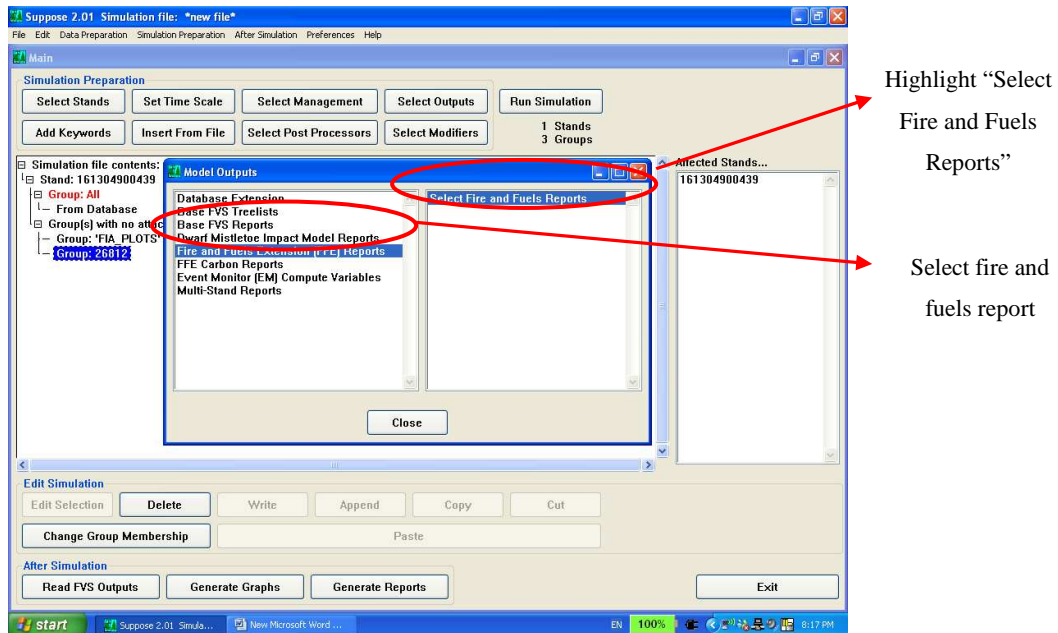 Suppose 2.01 Simulation file: *new file*
File Edit Data Preparation Simulation Preparation After Simulation Preferences Help
Main
Simulation Preparation
Select Stands Set Time Scale Select Management Select Outputs Run Simulation
Add Keywords Insert From File Select Post Processors Select Modifiers
1 Stands
3 Groups
Simulation file contents:
Stand: 161304900439
Group: All
From Database
Group(s) with no attac
Group: 'FIA_PLOTS'
Group: 26812
Model Outputs
Database Extension
Base FVS Treelists
Base FVS Reports
Dwarf Mistletoe Impact Model Reports
Fire and Fuels Extension (FFE) Reports
FFE Carbon Reports
Event Monitor (EM) Compute Variables
Multi-Stand Reports
Select Fire and Fuels Reports
Close
Affected Stands...
161304900439
Edit Simulation
Edit Selection Delete Write Append Copy Cut
Change Group Membership Paste
After Simulation
Read FVS Outputs Generate Graphs Generate Reports Exit
start Suppose 2.01 Simula... New Microsoft Word ... EN 100% 8:17 PM
Highlight “Select
Fire and Fuels
Reports”
Select fire and
fuels report